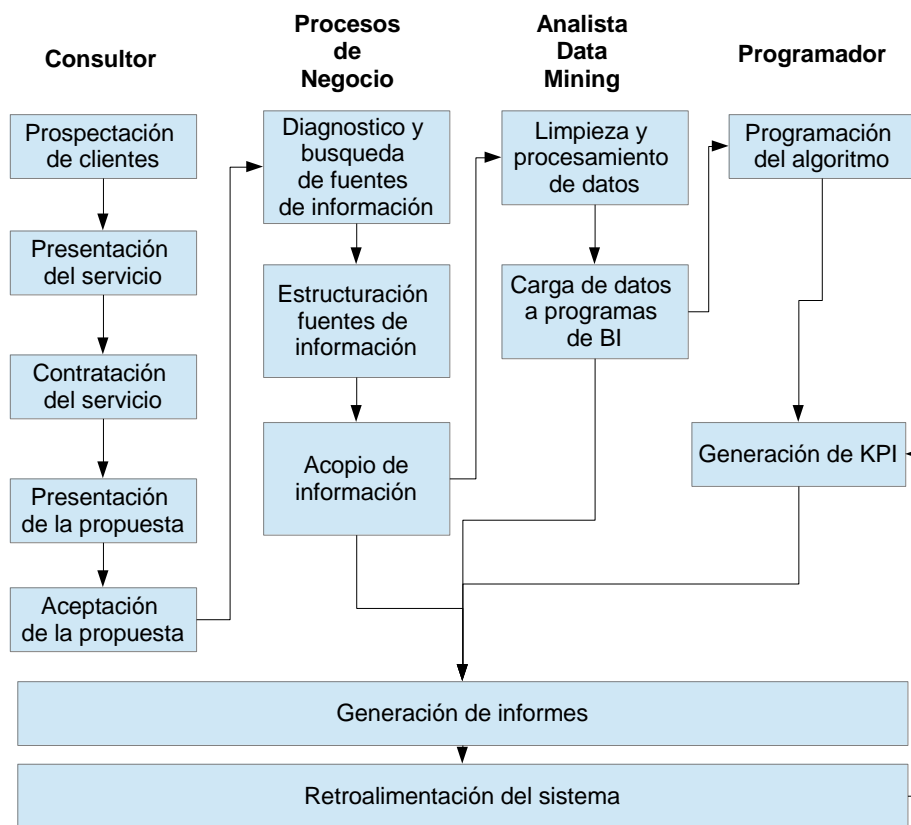 Consultor
Prospectación
de clientes
Presentación
del servicio
Contratación
del servicio
Presentación
de la propuesta
Aceptación
de la propuesta
Procesos
de
Negocio
Diagnostico y
busqueda
de fuentes
de información
Estructuración
fuentes de
información
Acopio de
información
Analista
Data
Mining
Limpieza y
procesamiento
de datos
Carga de datos
a programas
de BI
Programador
Programación
del algoritmo
Generación de KPI
Generación de informes
Retroalimentación del sistema